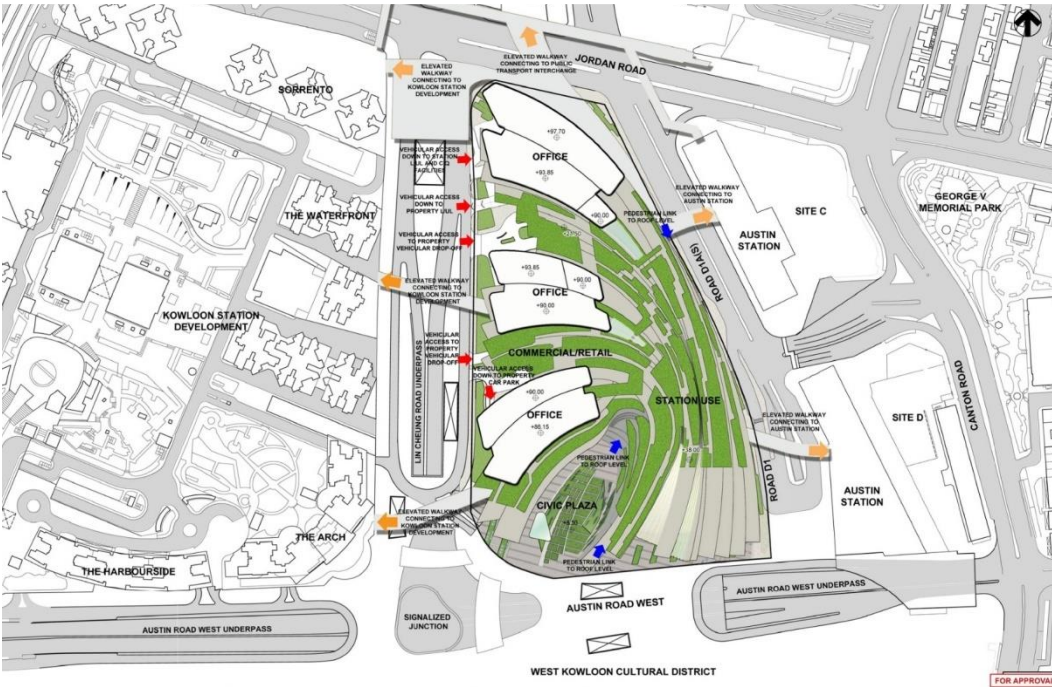 ELEVATED WALKWAY
CONNECTING TO PUBLIC
TRANSPORT INTERCHANGE
JORDAN ROAD
ELEVATED
WALKWAY
CONNECTING TO
KOWLOON STATION
DEVELOPMENT
SORRENTO
+97.70
OFFICE
+93.85
VEHICULAR ACCESS
DOWN TO STATION
L/UL AND CIQ
FACILITIES
VEHICULAR ACCESS
DOWN TO
PROPERTY L/UL
THE WATERFRONT
VEHICULAR ACCESS
TO PROPERTY
VEHICULAR DROP-OFF
+90.00
PEDESTRIAN LINK
TO ROOF LEVEL
ELEVATED WALKWAY
CONNECTING TO
AUSTIN STATION
SITE C
AUSTIN
STATION
GEORGE V
MEMORIAL PARK
ROAD D1A(S)
ELEVATED WALKWAY
CONNECTING TO
KOWLOON STATION
DEVELOPMENT
+93.85
+90.00
OFFICE
+90.00
KOWLOON STATION
DEVELOPMENT
LIN CHEUNG ROAD UNDERPASS
VEHICULAR
ACCESS TO
PROPERTY
VEHICULAR
DROP-OFF
COMMERCIAL/RETAIL
VEHICULAR ACCESS
DOWN TO PROPERTY
CAR PARK
+90.00
OFFICE
STATION USE
CANTON ROAD
SITE D
ELEVATED WALKWAY
CONNECTING TO
AUSTIN STATION
PEDESTRIAN LINK
TO ROOF LEVEL
ROAD D1
AUSTIN
STATION
CIVIC PLAZA
ELEVATED WALKWAY
CONNECTING TO
KOWLOON STATION
DEVELOPMENT
THE ARCH
PEDESTRIAN LINK
TO ROOF LEVEL
THE HARBOURSIDE
AUSTIN ROAD WEST UNDERPASS
AUSTIN ROAD WEST
SIGNALIZED
JUNCTION
AUSTIN ROAD WEST UNDERPASS
WEST KOWLOON CULTURAL DISTRICT
FOR APPROVAL